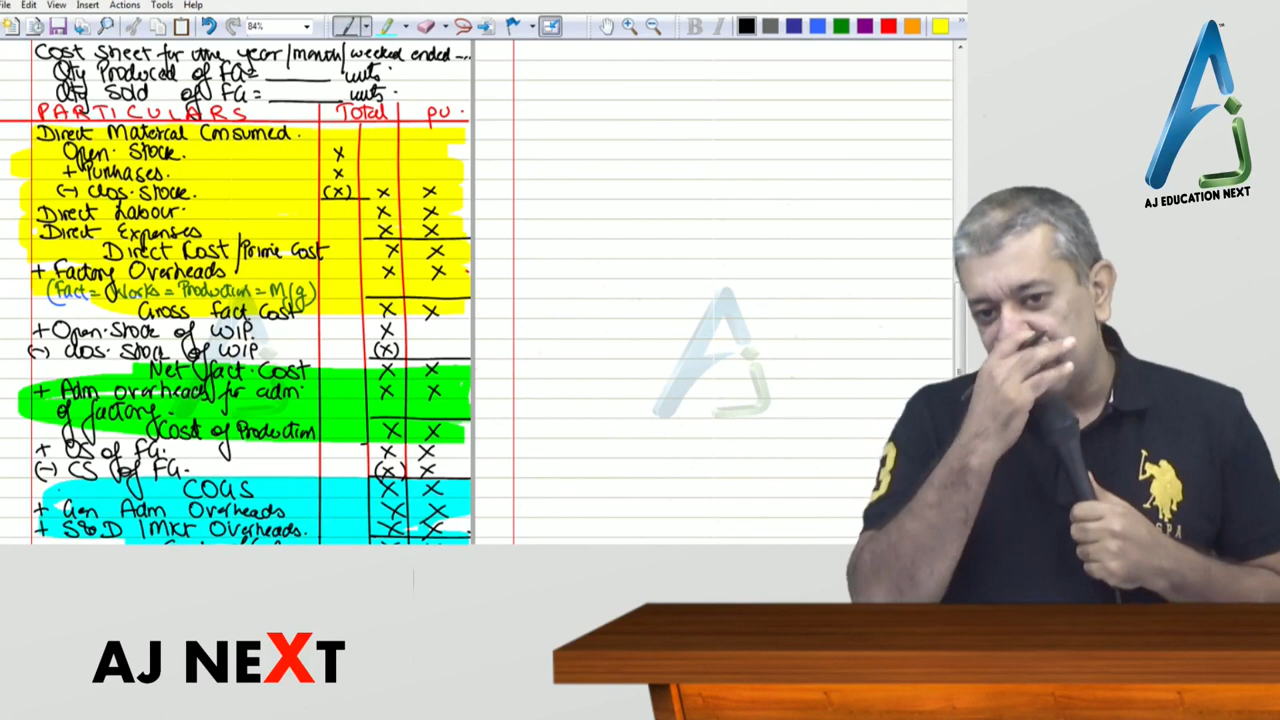 File Edit View Insert Actions Tools Help
84%
B I
Cost Sheet for the year/month/weeked ended -...
Qty Produced of FG= ______ units
Qty Sold of FG= ______ units.
PARTICULARS Total pu.
Direct Material Consumed.
Open. Stock. x
+ Purchases. x
(-) Clos. Stock. (x) x x
Direct Labour. x x
Direct Expenses x x
Direct Cost/Prime Cost x x
+ Factory Overheads x x
(Fact = Works = Production = M(g)
Gross Fact Cost x x
+ Open. Stock of WIP. x
(-) Clos. Stock of WIP (x)
Net Fact. Cost x x
+ Adm Overheads for adm x x
of factory.
Cost of Production x x
+ OS of FG. x x
(-) CS of FG. (x) x
COGS x x
+ Gen Adm Overheads x x
+ S&D /Mkt Overheads. x x
AJ EDUCATION NEXT
3
AJ NEXT